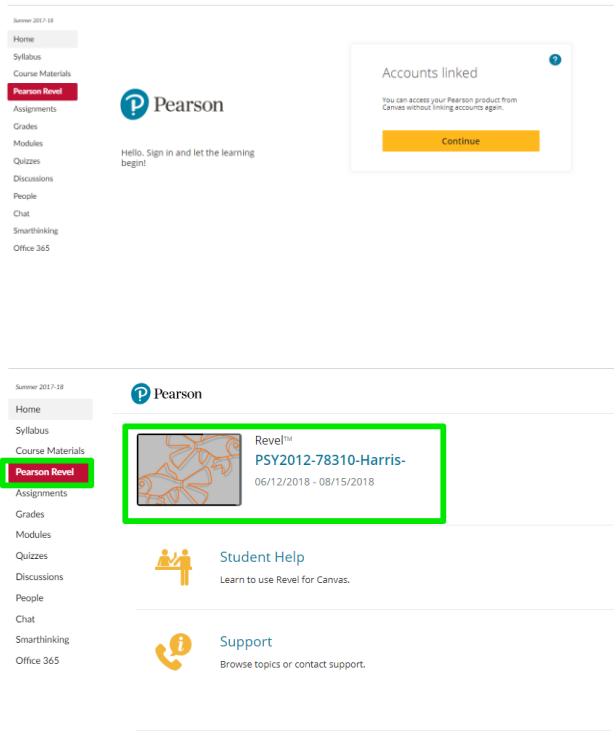 Summer 2017-18
Home
Syllabus
Course Materials
Pearson Revel
Assignments
Grades
Modules
Quizzes
Discussions
People
Chat
Smarthinking
Office 365
P Pearson
Hello. Sign in and let the learning
begin!
?
Accounts linked
You can access your Pearson product from
Canvas without linking accounts again.
Continue
Summer 2017-18
Home
Syllabus
Course Materials
Pearson Revel
Assignments
Grades
Modules
Quizzes
Discussions
People
Chat
Smarthinking
Office 365
P Pearson
Revel™
PSY2012-78310-Harris-
06/12/2018 - 08/15/2018
Student Help
Learn to use Revel for Canvas.
i
Support
Browse topics or contact support.